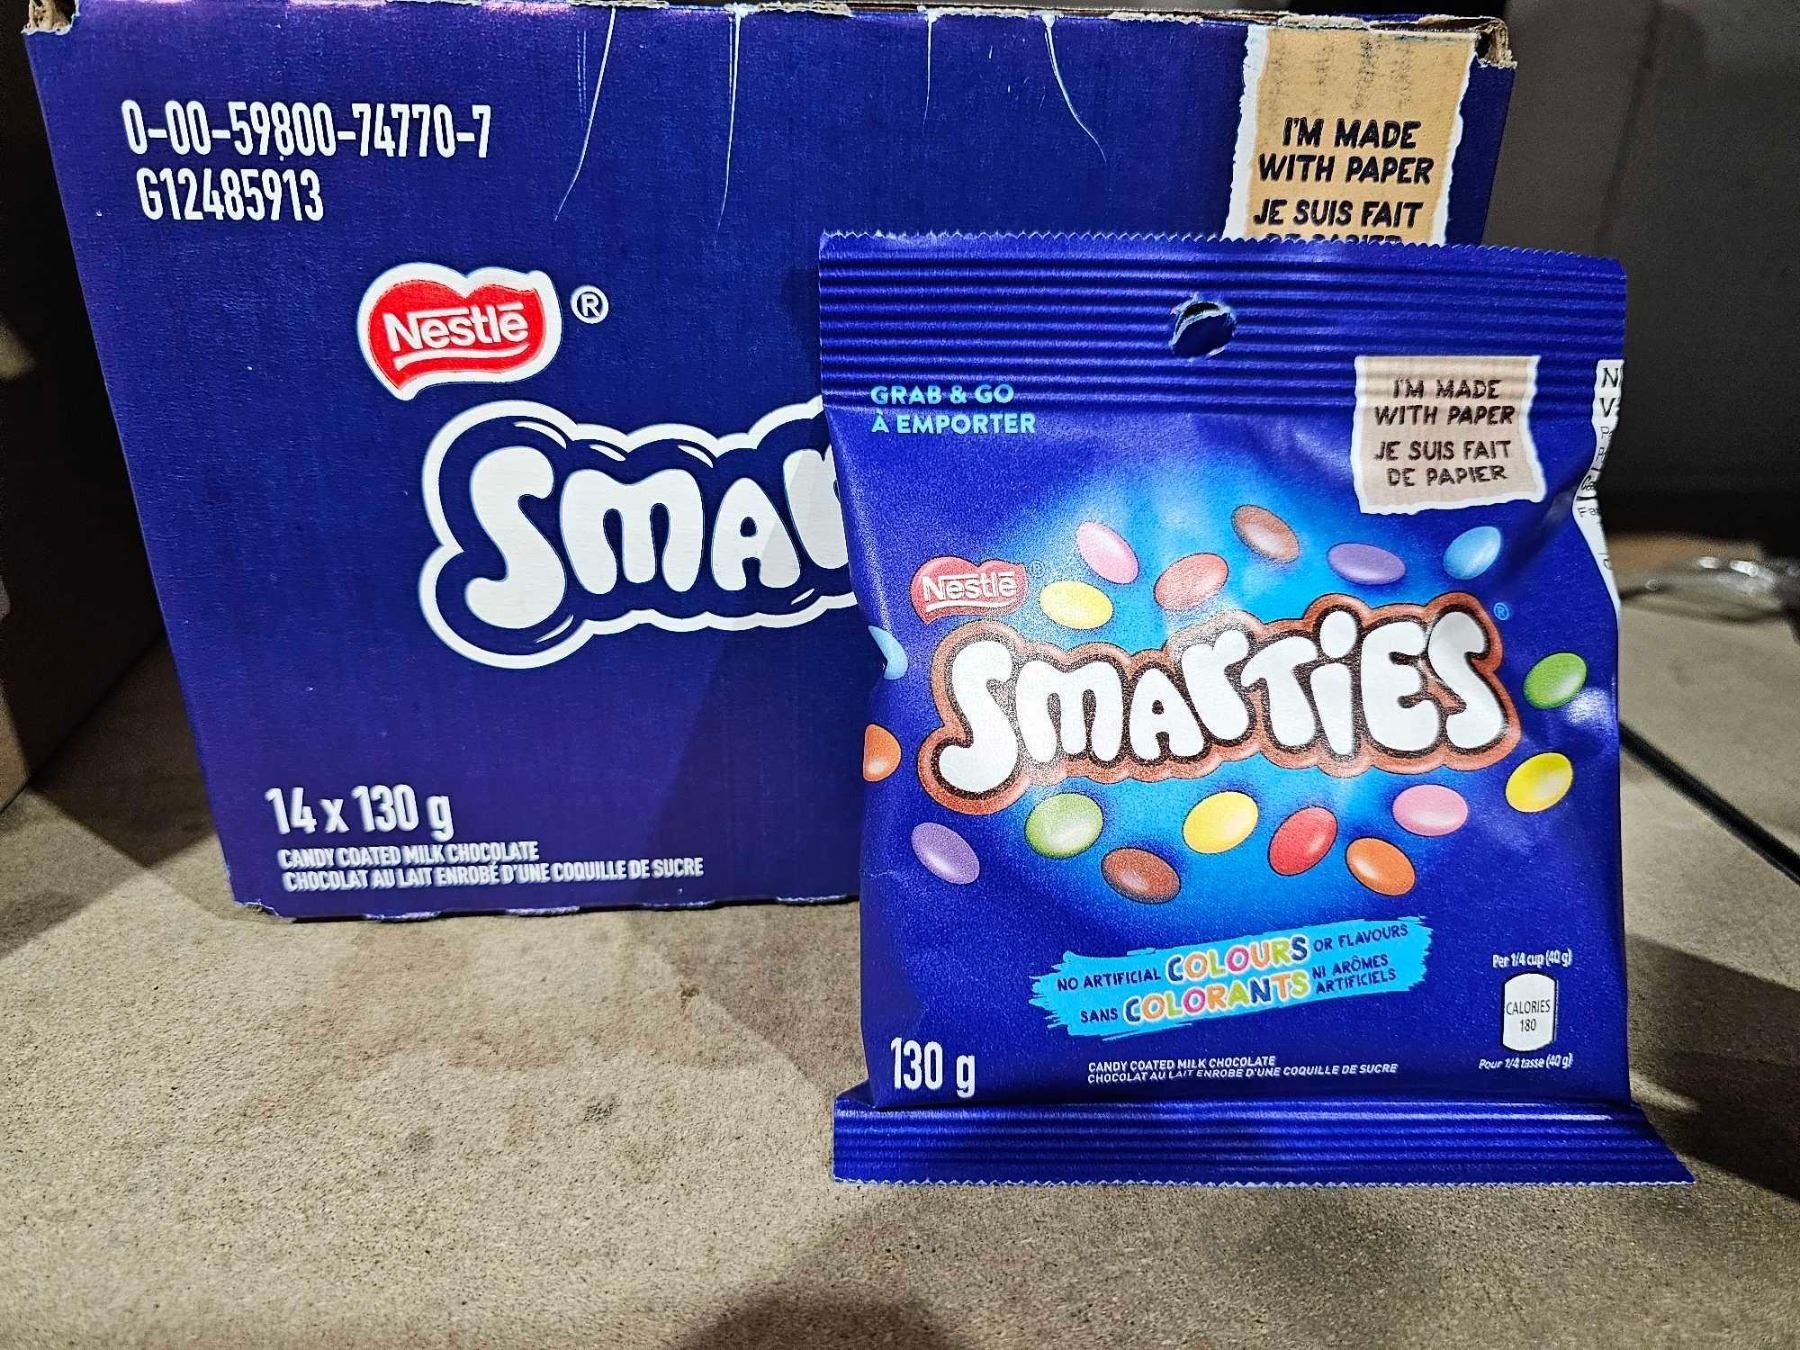 0-00-59800-74770-7
G12485913
I'M MADE
WITH PAPER
JE SUIS FAIT
Nestlé ®
14 x 130 g
CANDY COATED MILK CHOCOLATE
CHOCOLAT AU LAIT ENROBÉ D'UNE COQUILLE DE SUCRE
GRAB & GO
À EMPORTER
I'M MADE
WITH PAPER
JE SUIS FAIT
DE PAPIER
Nestlé ®
SMARTIES ®
NO ARTIFICIAL COLOURS OR FLAVOURS
SANS COLORANTS NI ARÔMES ARTIFICIELS
Per 1/4 cup (40 g)
CALORIES
180
Pour 1/4 tasse (40 g)
130 g
CANDY COATED MILK CHOCOLATE
CHOCOLAT AU LAIT ENROBÉ D'UNE COQUILLE DE SUCRE